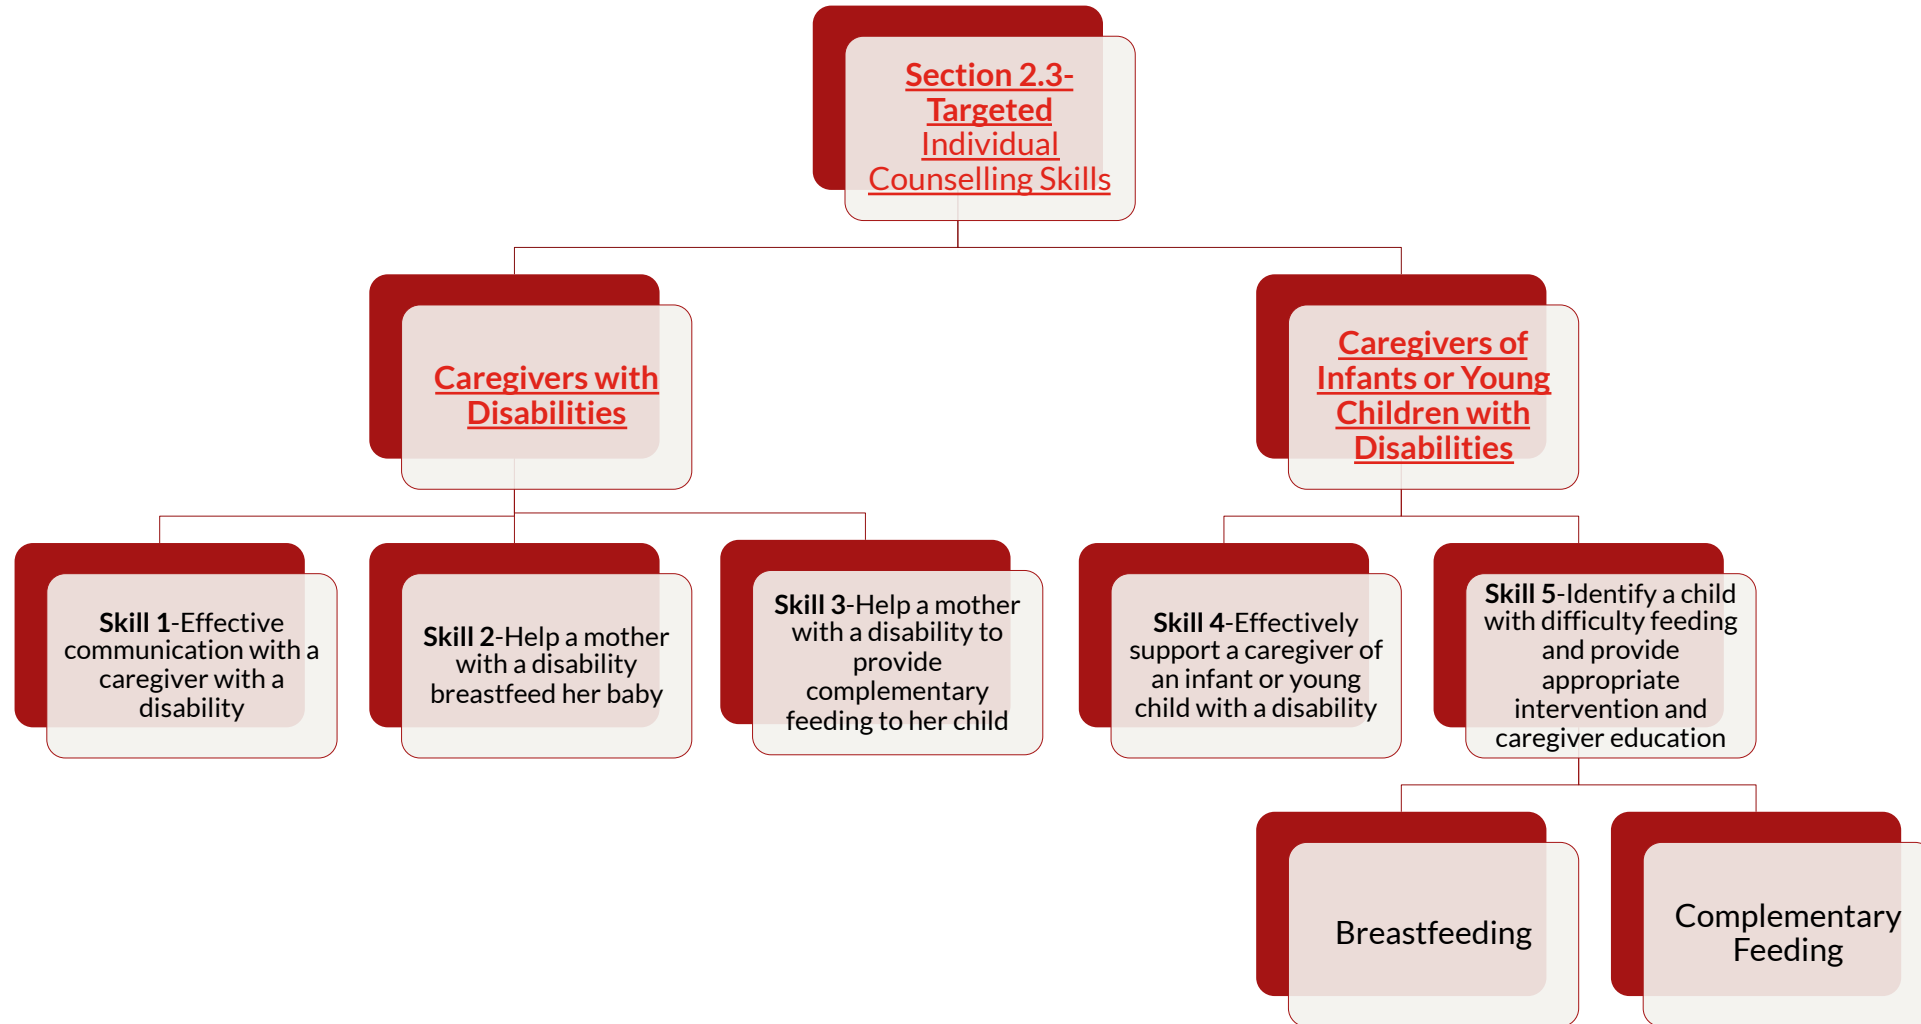 Section 2.3-
Targeted
Individual
Counselling Skills
Caregivers with
Disabilities
Caregivers of
Infants or Young
Children with
Disabilities
Skill 1-Effective
communication with a
caregiver with a
disability
Skill 2-Help a mother
with a disability
breastfeed her baby
Skill 3-Help a mother
with a disability to
provide
complementary
feeding to her child
Skill 4-Effectively
support a caregiver of
an infant or young
child with a disability
Skill 5-Identify a child
with difficulty feeding
and provide
appropriate
intervention and
caregiver education
Breastfeeding
Complementary
Feeding